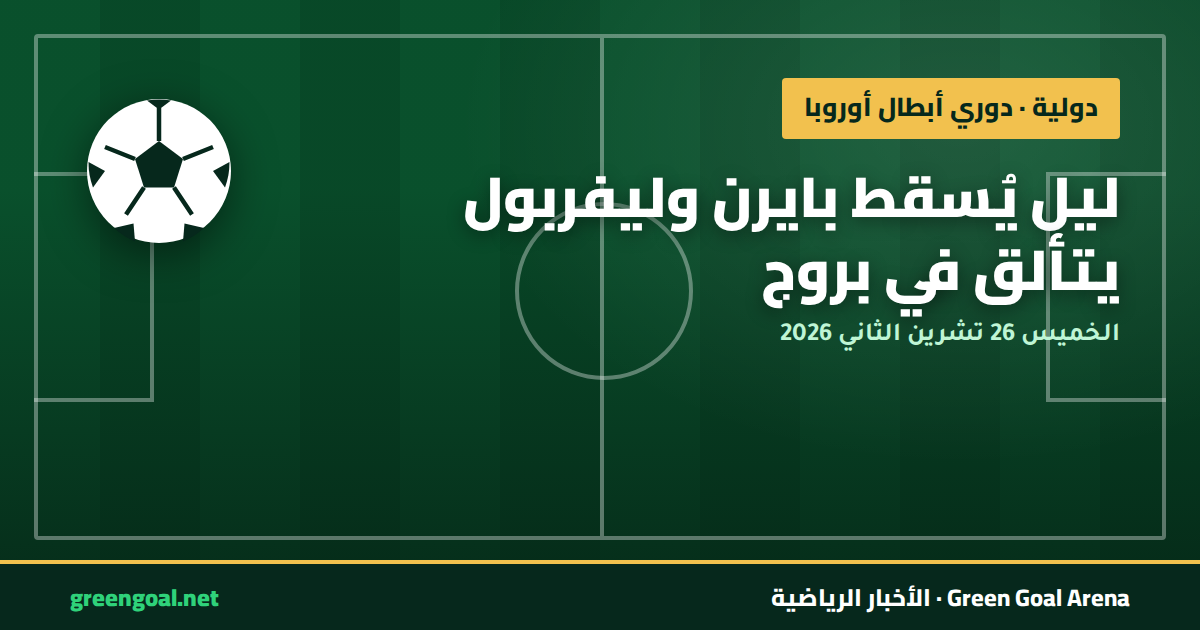 دولية · دوري أبطال أوروبا
ليل يُسقط بايرن وليفربول
يتألق في بروج
الخميس 26 تشرين الثاني 2026
الأخبار الرياضية · Green Goal Arena
greengoal.net